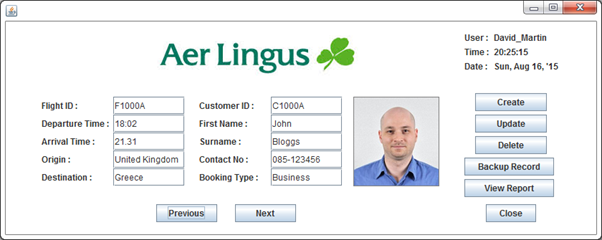 Aer Lingus
User : David_Martin
Time : 20:25:15
Date : Sun, Aug 16, '15
Flight ID : F1000A
Departure Time : 18:02
Arrival Time : 21.31
Origin : United Kingdom
Destination : Greece
Customer ID : C1000A
First Name : John
Surname : Bloggs
Contact No : 085-123456
Booking Type : Business
Create
Update
Delete
Backup Record
View Report
Previous
Next
Close